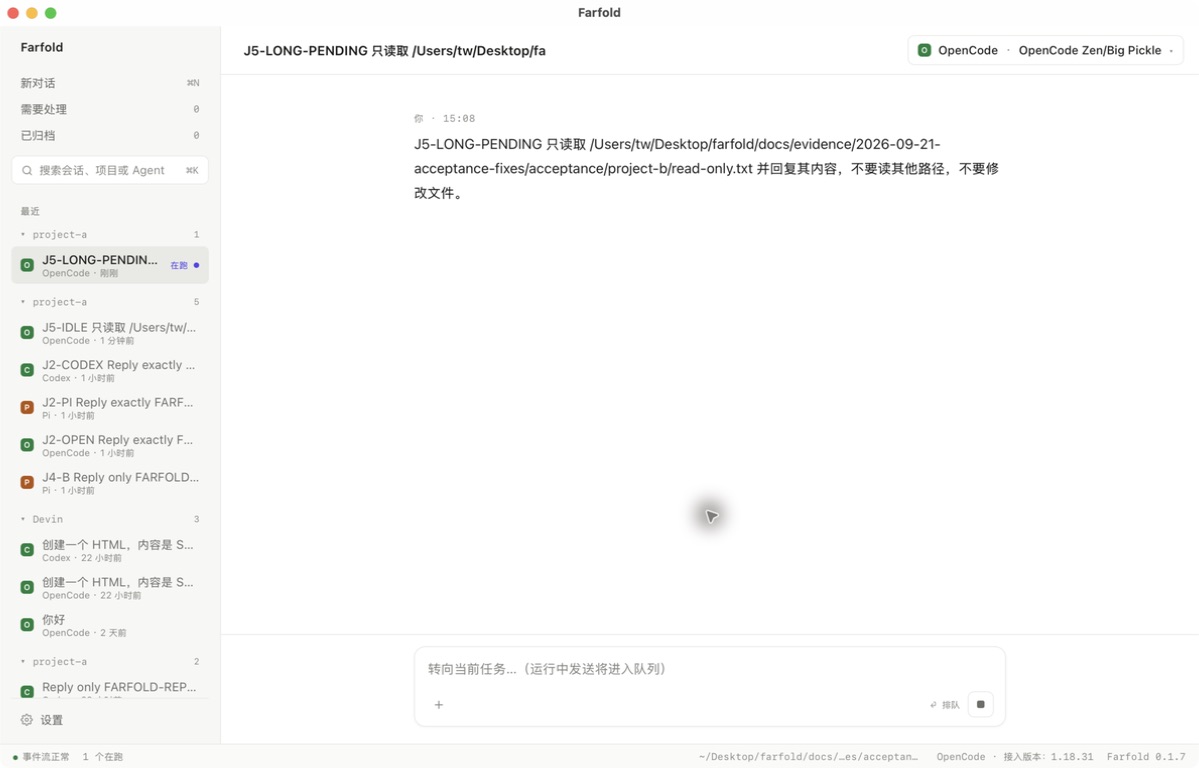 Farfold
Farfold
新对话 ⌘N
需要处理 0
已归档 0
搜索会话、项目或 Agent ⌘K
最近
project-a 1
J5-LONG-PENDIN... 在跑
OpenCode · 刚刚
project-a 5
J5-IDLE 只读取 /Users/tw/...
OpenCode · 1 分钟前
J2-CODEX Reply exactly ...
Codex · 1 小时前
J2-PI Reply exactly FARF...
Pi · 1 小时前
J2-OPEN Reply exactly F...
OpenCode · 1 小时前
J4-B Reply only FARFOLD...
Pi · 1 小时前
Devin 3
创建一个 HTML，内容是 S...
Codex · 22 小时前
创建一个 HTML，内容是 S...
OpenCode · 22 小时前
你好
OpenCode · 2 天前
project-a 2
Reply only FARFOLD-REP...
设置
J5-LONG-PENDING 只读取 /Users/tw/Desktop/fa
OpenCode · OpenCode Zen/Big Pickle
你 · 15:08
J5-LONG-PENDING 只读取 /Users/tw/Desktop/farfold/docs/evidence/2026-09-21-
acceptance-fixes/acceptance/project-b/read-only.txt 并回复其内容，不要读其他路径，不要修
改文件。
转向当前任务...（运行中发送将进入队列）
+
⏎ 排队
事件流正常 1 个在跑
~/Desktop/farfold/docs/…es/acceptan… OpenCode · 接入版本: 1.18.31 Farfold 0.1.7